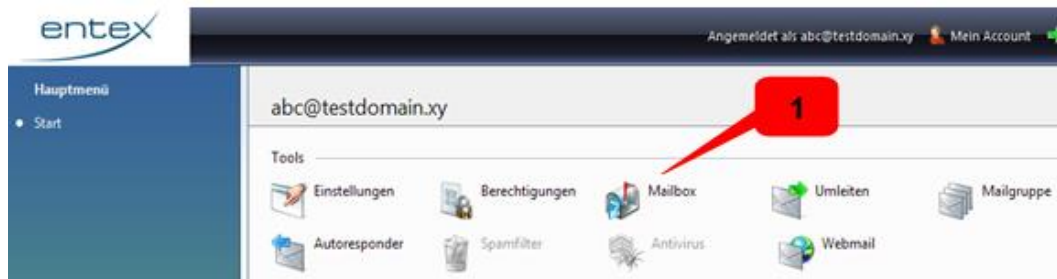 entex
Angemeldet als abc@testdomain.xy Mein Account
Hauptmenü
Start
abc@testdomain.xy
1
Tools
Einstellungen Berechtigungen Mailbox Umleiten Mailgruppe
Autoresponder Spamfilter Antivirus Webmail